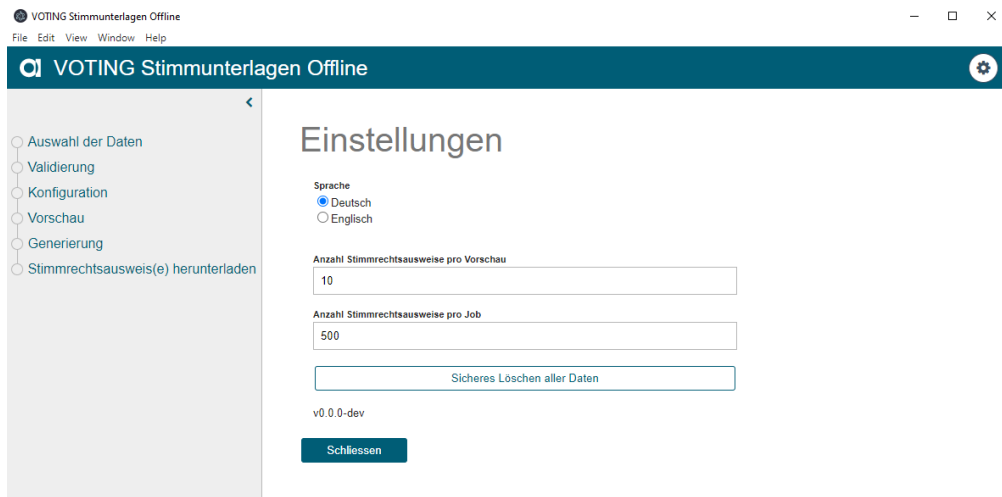 VOTING Stimmunterlagen Offline
File Edit View Window Help
VOTING Stimmunterlagen Offline
Auswahl der Daten
Validierung
Konfiguration
Vorschau
Generierung
Stimmrechtsausweis(e) herunterladen
Einstellungen
Sprache
Deutsch
Englisch
Anzahl Stimmrechtsausweise pro Vorschau
10
Anzahl Stimmrechtsausweise pro Job
500
Sicheres Löschen aller Daten
v0.0.0-dev
Schliessen